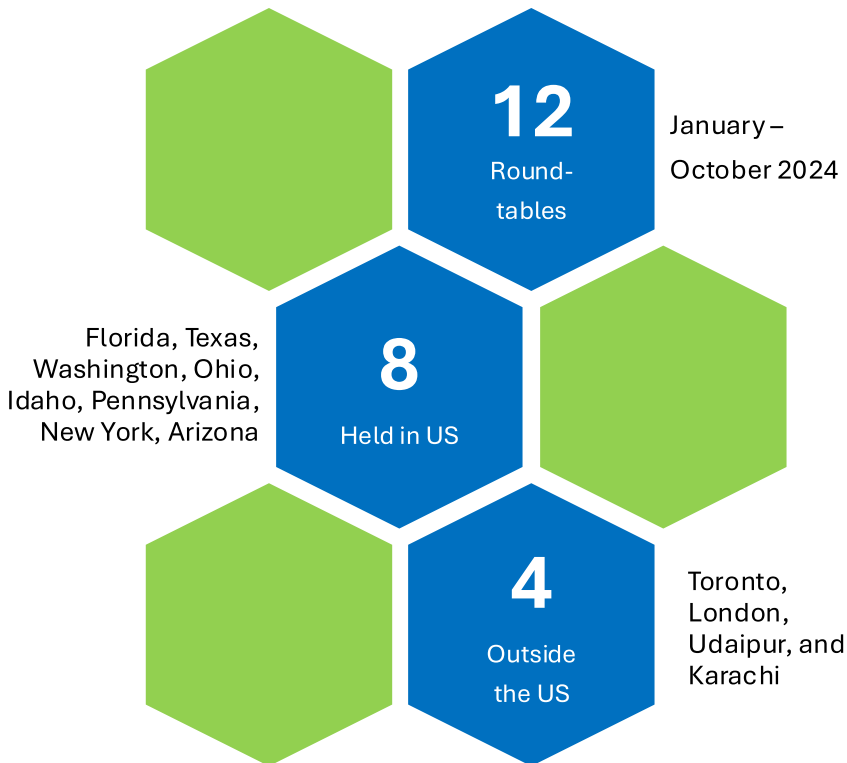 12
Round-
tables
January –
October 2024
Florida, Texas,
Washington, Ohio,
Idaho, Pennsylvania,
New York, Arizona
8
Held in US
4
Outside
the US
Toronto,
London,
Udaipur, and
Karachi